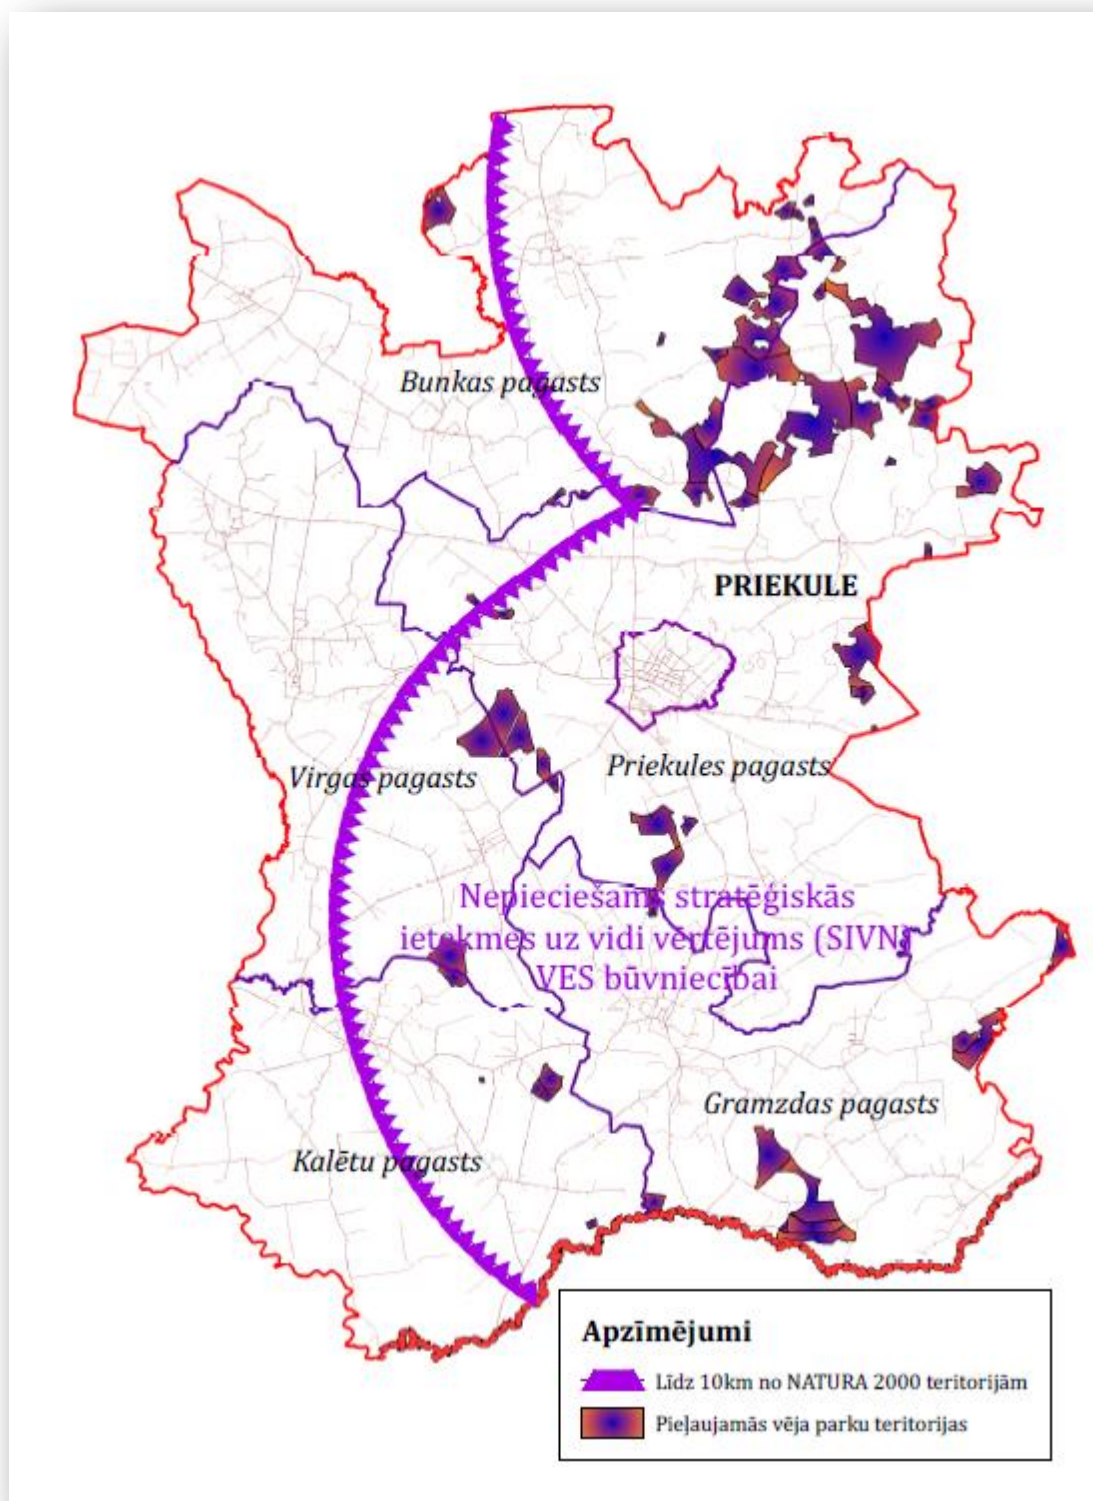 Bunkas pagasts
PRIEKULE
Virgas pagasts
Priekules pagasts
Nepieciešams stratēģiskās
ietekmes uz vidi vērtējums (SIVN)
VES būvniecībai
Gramzdas pagasts
Kalētu pagasts
Apzīmējumi
Līdz 10km no NATURA 2000 teritorijām
Pieļaujamās vēja parku teritorijas